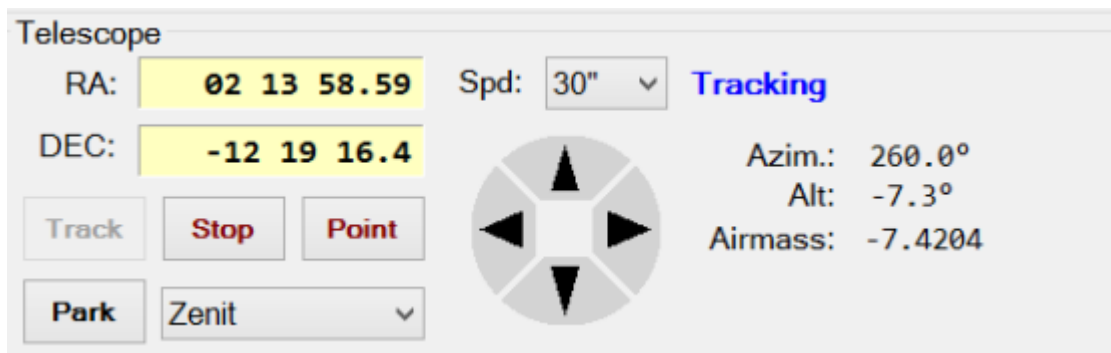 Telescope
RA: 02 13 58.59 Spd: 30" Tracking
DEC: -12 19 16.4
Azim.: 260.0º
Alt: -7.3º
Track Stop Point
Airmass: -7.4204
Park Zenit